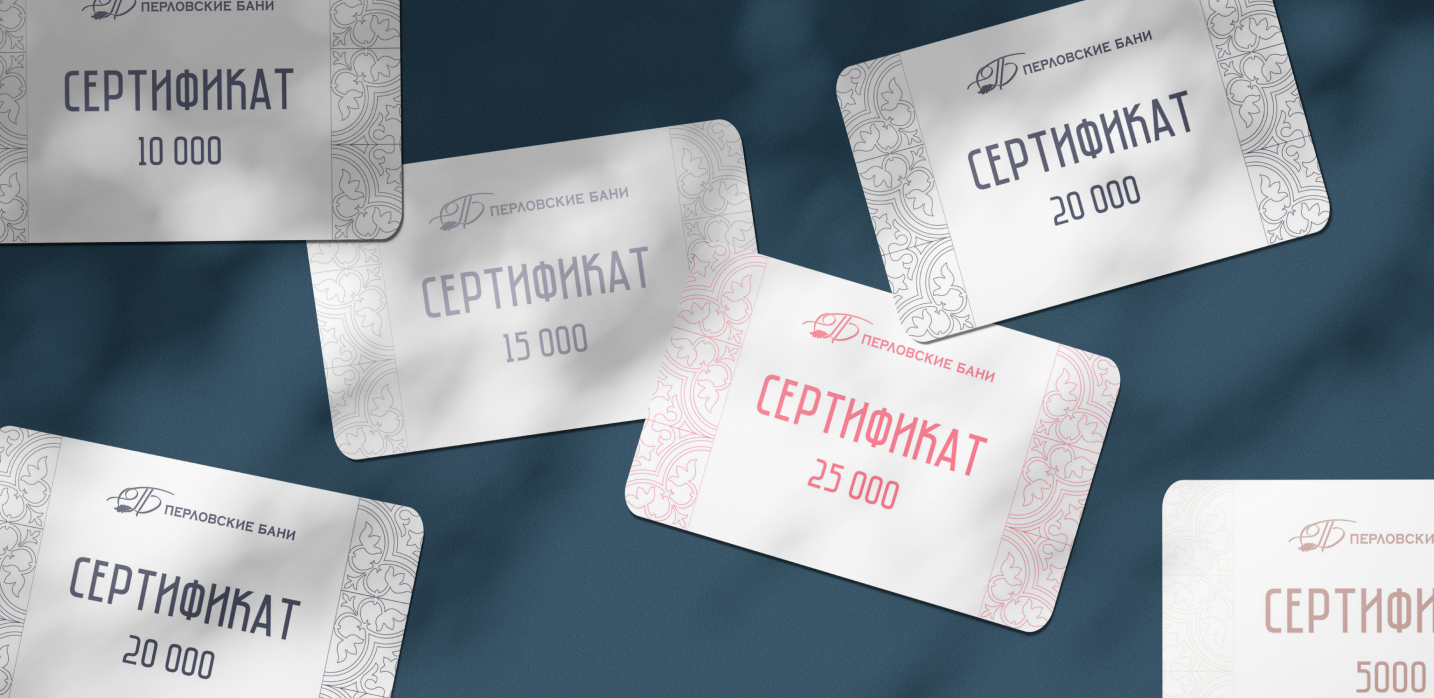 ПЕРЛОВСКИЕ БАНИ
СЕРТИФИКАТ
10 000
ПБ ПЕРЛОВСКИЕ БАНИ
СЕРТИФИКАТ
15 000
ПБ ПЕРЛОВСКИЕ БАНИ
СЕРТИФИКАТ
20 000
ПБ ПЕРЛОВСКИЕ БАНИ
СЕРТИФИКАТ
25 000
ПБ ПЕРЛОВСКИЕ БАНИ
СЕРТИФИКАТ
20 000
ПБ ПЕРЛОВСКИ
СЕРТИФИ
5000